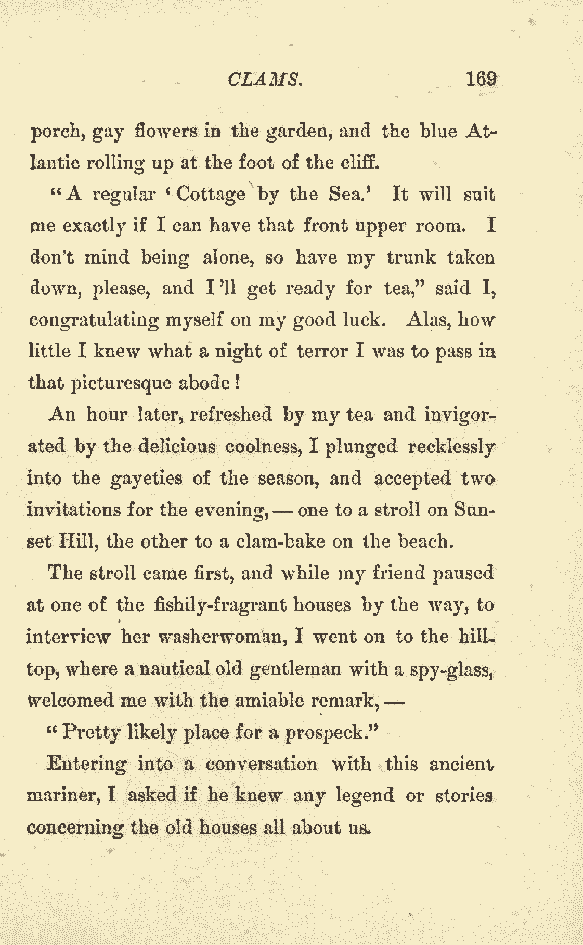 CLAMS. 169
porch, gay flowers in the garden, and the blue At-
lantic rolling up at the foot of the cliff.
“A regular ‘Cottage by the Sea.’ It will suit
me exactly if I can have that front upper room. I
don’t mind being alone, so have my trunk taken
down, please, and I’ll get ready for tea,” said I,
congratulating myself on my good luck. Alas, how
little I knew what a night of terror I was to pass in
that picturesque abode!
An hour later, refreshed by my tea and invigor-
ated by the delicious coolness, I plunged recklessly
into the gayeties of the season, and accepted two
invitations for the evening,—one to a stroll on Sun-
set Hill, the other to a clam-bake on the beach.
The stroll came first, and while my friend paused
at one of the fishily-fragrant houses by the way, to
interview her washerwoman, I went on to the hill-
top, where a nautical old gentleman with a spy-glass,
welcomed me with the amiable remark,—
“Pretty likely place for a prospeck.”
Entering into a conversation with this ancient
mariner, I asked if he knew any legend or stories
concerning the old houses all about us.